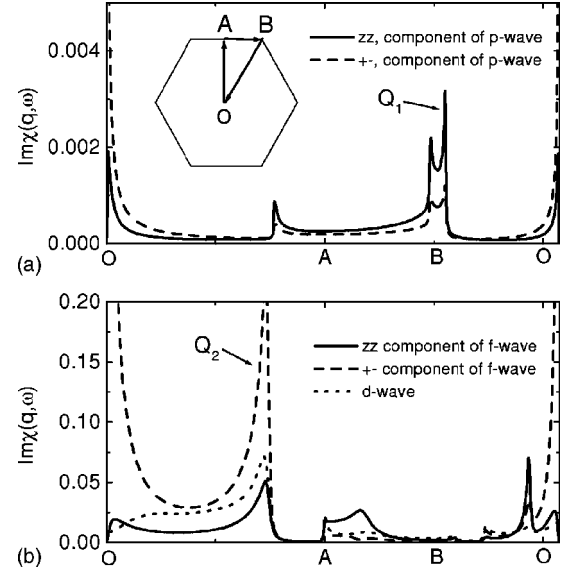 (a)
Imχ(q,ω)
0.004
0.002
0.000
A B
O
zz, component of p-wave
+-, component of p-wave
Q1
O A B O
(b)
Imχ(q,ω)
0.20
0.15
0.10
0.05
0.00
Q2
zz component of f-wave
+- component of f-wave
d-wave
O A B O